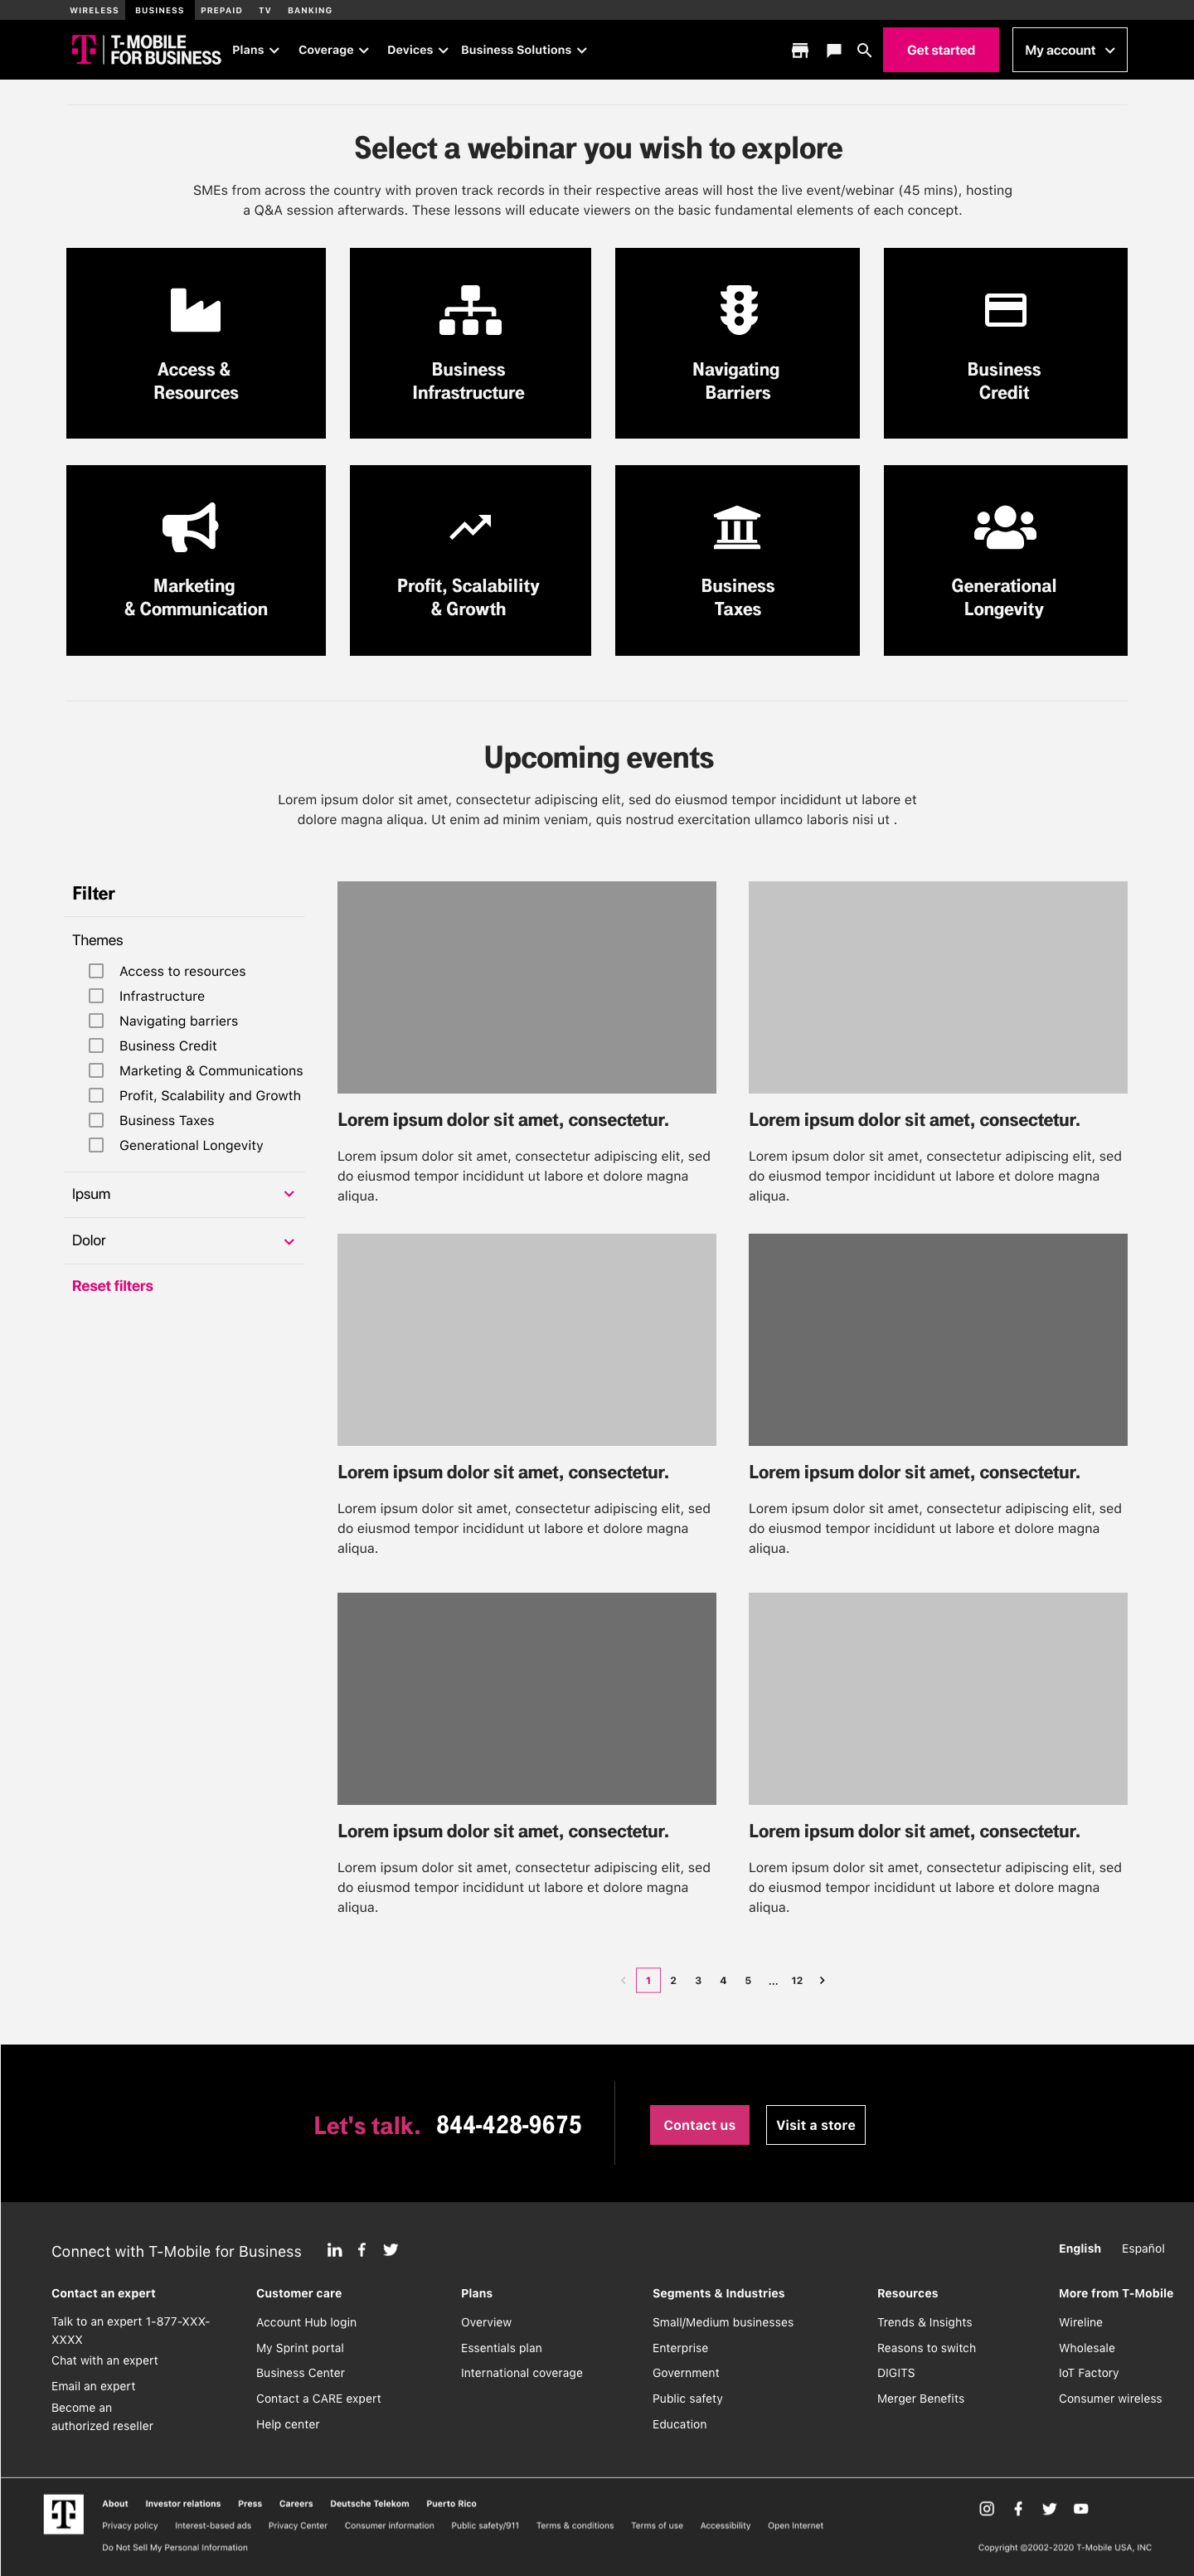 WIRELESS BUSINESS PREPAID TV BANKING
T-MOBILE
FOR BUSINESS
Plans Coverage Devices Business Solutions Get started My account
Select a webinar you wish to explore
SMEs from across the country with proven track records in their respective areas will host the live event/webinar (45 mins), hosting
a Q&A session afterwards. These lessons will educate viewers on the basic fundamental elements of each concept.
Access &
Resources
Business
Infrastructure
Navigating
Barriers
Business
Credit
Marketing
& Communication
Profit, Scalability
& Growth
Business
Taxes
Generational
Longevity
Upcoming events
Lorem ipsum dolor sit amet, consectetur adipiscing elit, sed do eiusmod tempor incididunt ut labore et
dolore magna aliqua. Ut enim ad minim veniam, quis nostrud exercitation ullamco laboris nisi ut .
Filter
Themes
Access to resources
Infrastructure
Navigating barriers
Business Credit
Marketing & Communications
Profit, Scalability and Growth
Business Taxes
Generational Longevity
Ipsum
Dolor
Reset filters
Lorem ipsum dolor sit amet, consectetur.
Lorem ipsum dolor sit amet, consectetur adipiscing elit, sed
do eiusmod tempor incididunt ut labore et dolore magna
aliqua.
Lorem ipsum dolor sit amet, consectetur.
Lorem ipsum dolor sit amet, consectetur adipiscing elit, sed
do eiusmod tempor incididunt ut labore et dolore magna
aliqua.
Lorem ipsum dolor sit amet, consectetur.
Lorem ipsum dolor sit amet, consectetur adipiscing elit, sed
do eiusmod tempor incididunt ut labore et dolore magna
aliqua.
Lorem ipsum dolor sit amet, consectetur.
Lorem ipsum dolor sit amet, consectetur adipiscing elit, sed
do eiusmod tempor incididunt ut labore et dolore magna
aliqua.
Lorem ipsum dolor sit amet, consectetur.
Lorem ipsum dolor sit amet, consectetur adipiscing elit, sed
do eiusmod tempor incididunt ut labore et dolore magna
aliqua.
Lorem ipsum dolor sit amet, consectetur.
Lorem ipsum dolor sit amet, consectetur adipiscing elit, sed
do eiusmod tempor incididunt ut labore et dolore magna
aliqua.
1 2 3 4 5 ... 12
Let's talk. 844-428-9675 Contact us Visit a store
Connect with T-Mobile for Business
English Español
Contact an expert
Talk to an expert 1-877-XXX-
XXXX
Chat with an expert
Email an expert
Become an
authorized reseller
Customer care
Account Hub login
My Sprint portal
Business Center
Contact a CARE expert
Help center
Plans
Overview
Essentials plan
International coverage
Segments & Industries
Small/Medium businesses
Enterprise
Government
Public safety
Education
Resources
Trends & Insights
Reasons to switch
DIGITS
Merger Benefits
More from T-Mobile
Wireline
Wholesale
IoT Factory
Consumer wireless
About Investor relations Press Careers Deutsche Telekom Puerto Rico
Privacy policy Interest-based ads Privacy Center Consumer information Public safety/911 Terms & conditions Terms of use Accessibility Open Internet
Do Not Sell My Personal Information
Copyright ©2002-2020 T-Mobile USA, INC